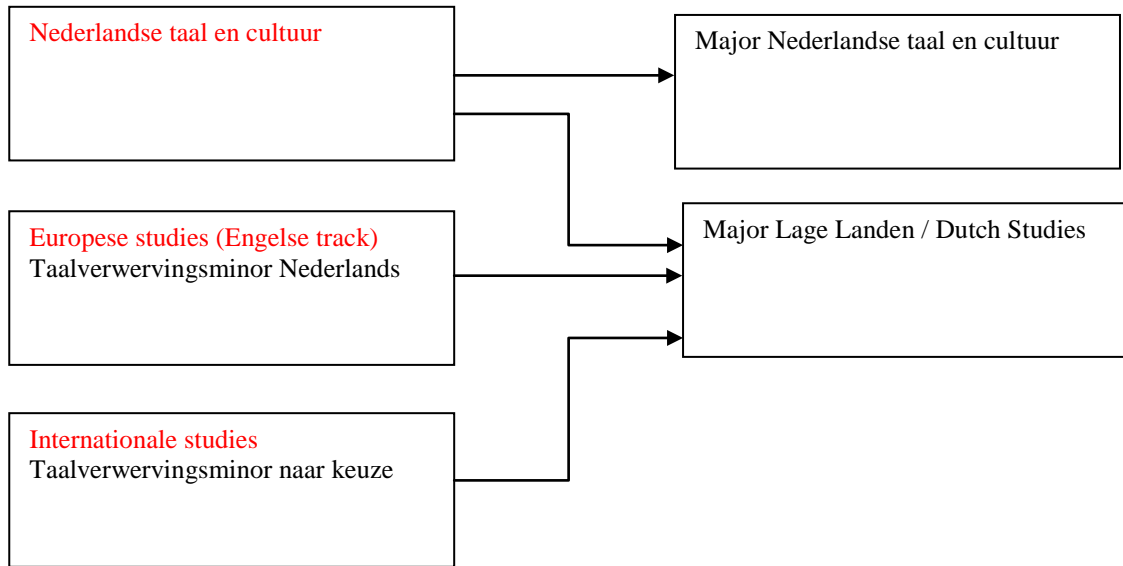 Nederlandse taal en cultuur
Major Nederlandse taal en cultuur
Europese studies (Engelse track)
Taalverwervingsminor Nederlands
Major Lage Landen / Dutch Studies
Internationale studies
Taalverwervingsminor naar keuze